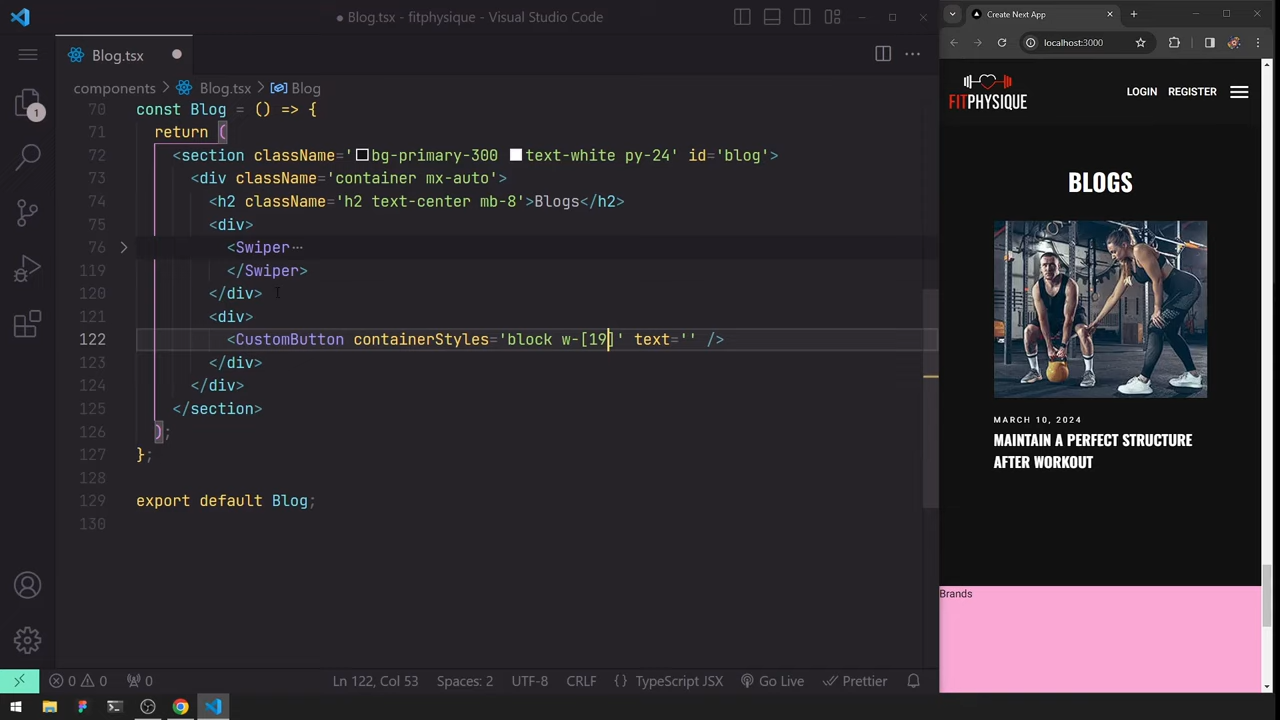 Blog.tsx - fitphysique - Visual Studio Code
Blog.tsx
components > Blog.tsx > Blog
70 const Blog = () => {
71 return (
72 <section className='bg-primary-300 text-white py-24' id='blog'>
73 <div className='container mx-auto'>
74 <h2 className='h2 text-center mb-8'>Blogs</h2>
75 <div>
76 <Swiper ···
119 </Swiper>
120 </div>
121 <div>
122 <CustomButton containerStyles='block w-[19]' text='' />
123 </div>
124 </div>
125 </section>
126 );
127 };
128
129 export default Blog;
130
1
0 0 0
Ln 122, Col 53
Spaces: 2
UTF-8
CRLF
{ } TypeScript JSX
Go Live
Prettier
Create Next App
localhost:3000
FITPHYSIQUE
LOGIN REGISTER
BLOGS
MARCH 10, 2024
MAINTAIN A PERFECT STRUCTURE
AFTER WORKOUT
Brands